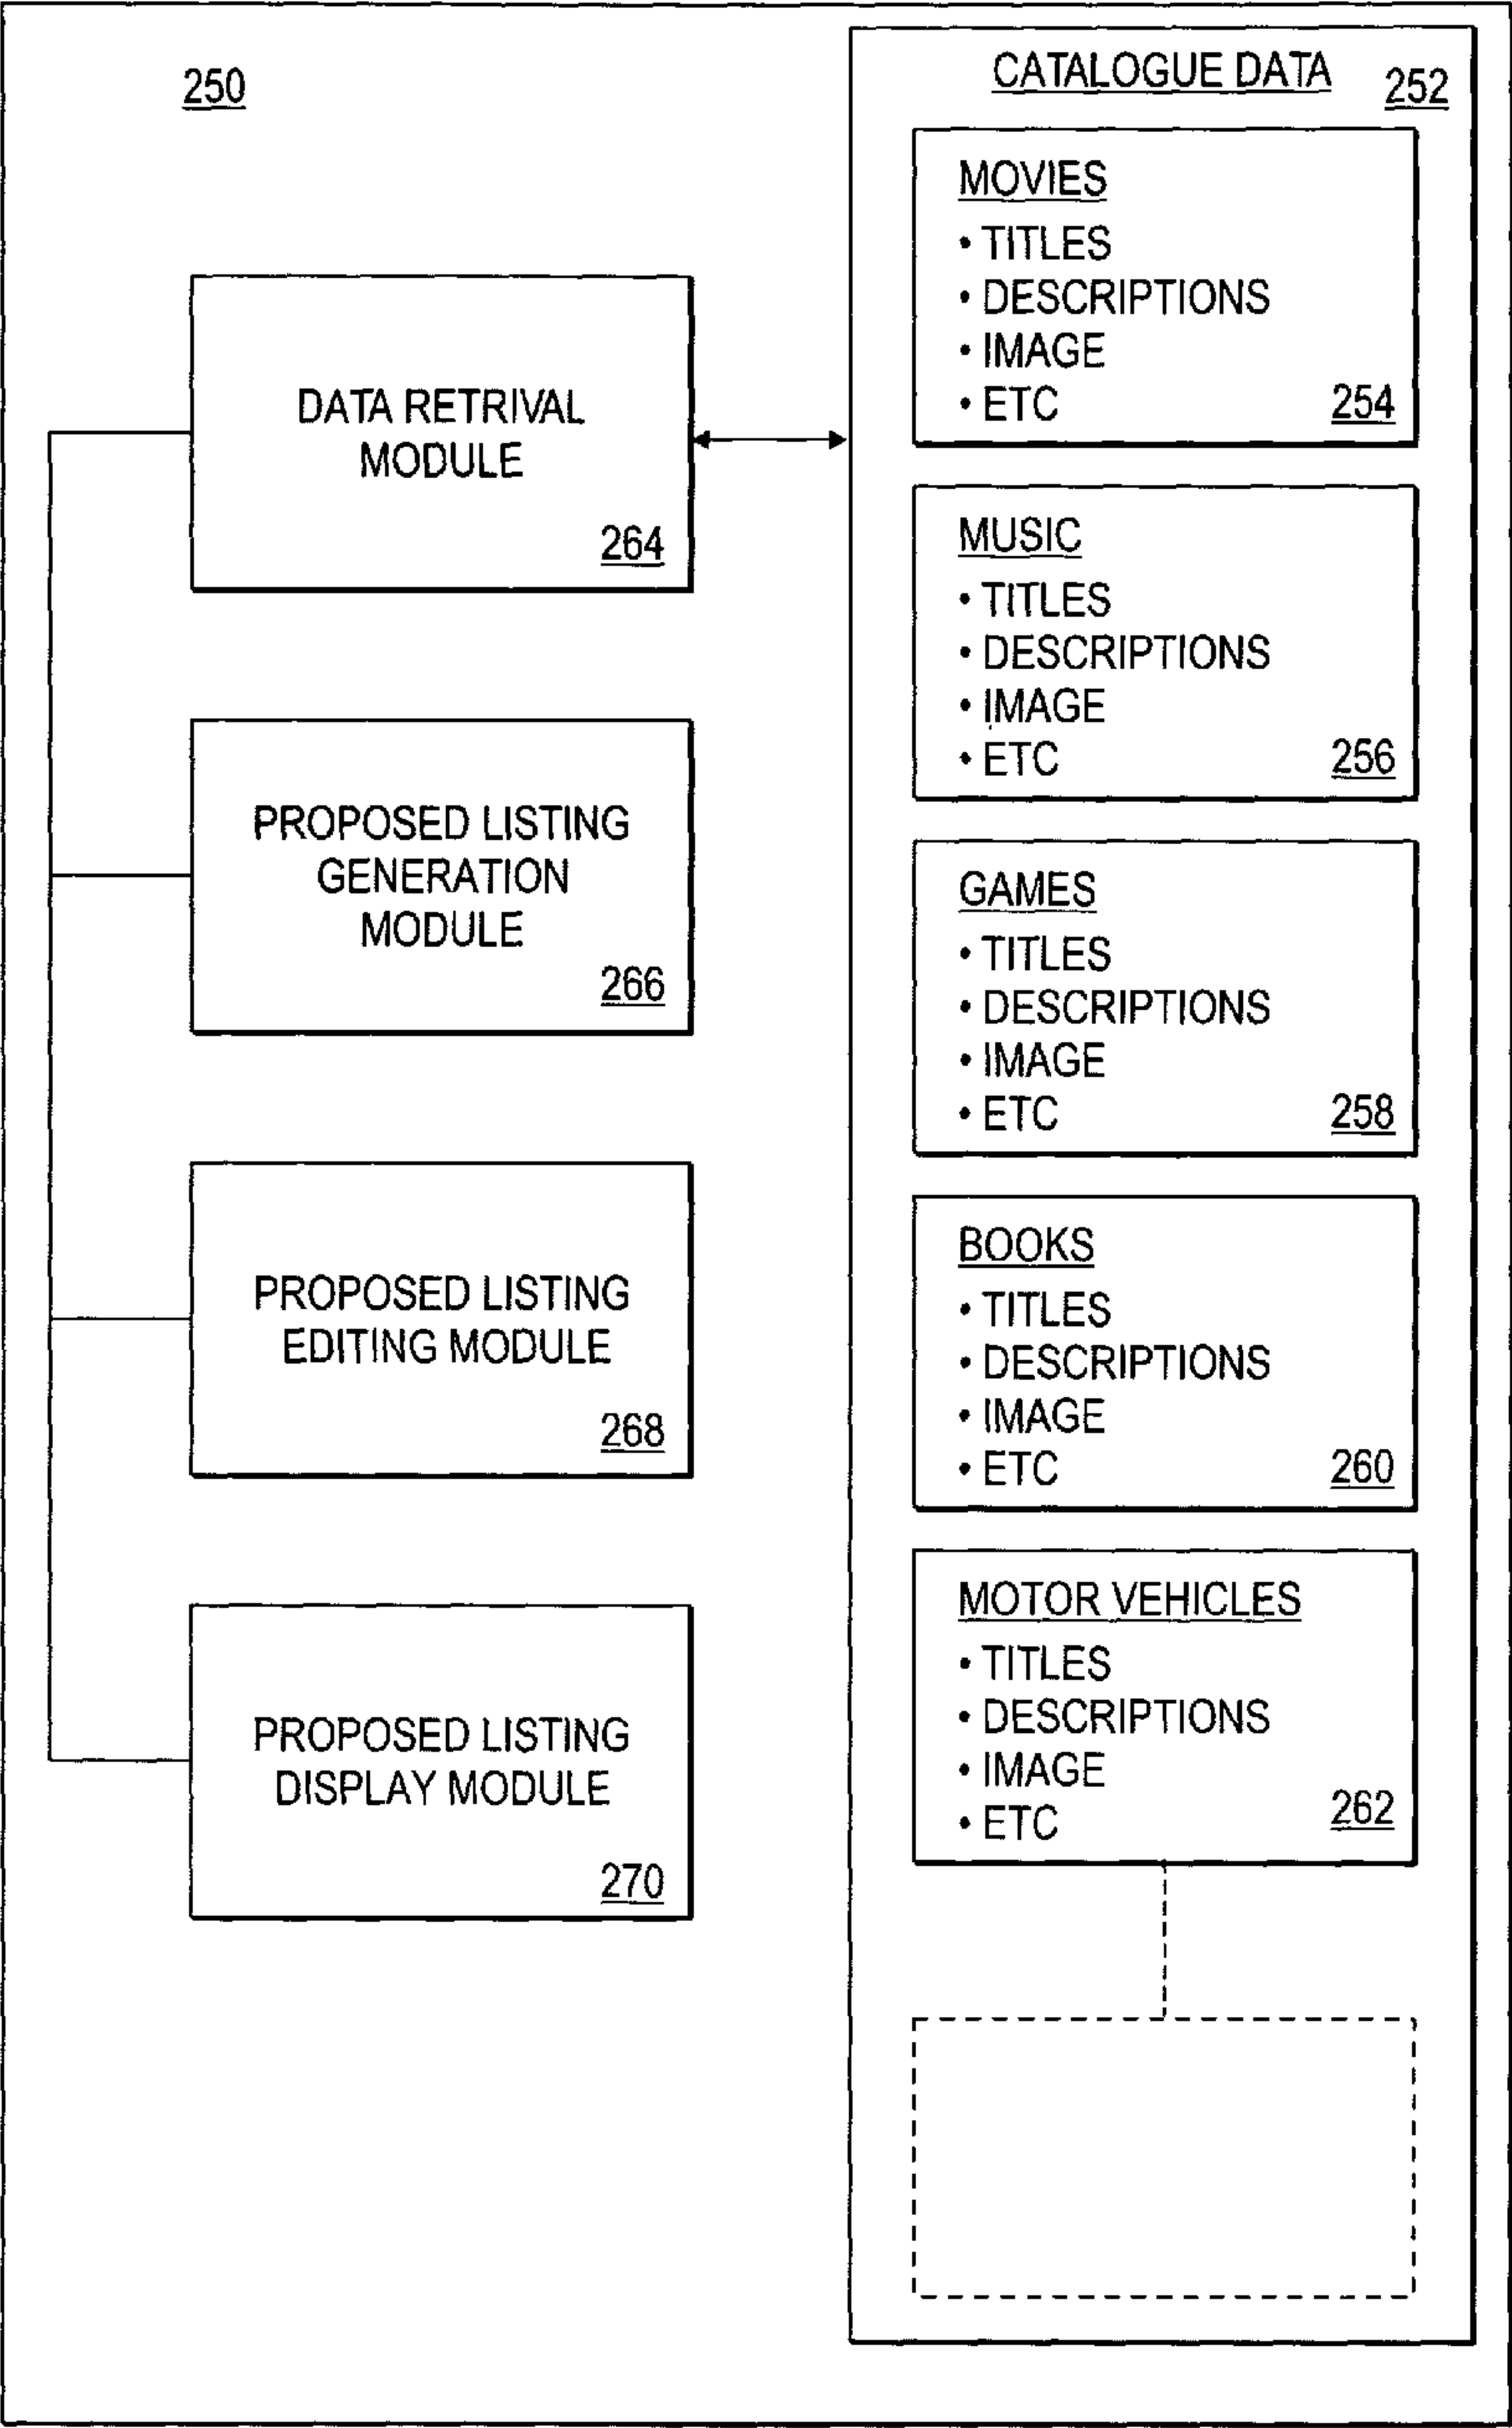 250
DATA RETRIVAL
MODULE
264
PROPOSED LISTING
GENERATION
MODULE
266
PROPOSED LISTING
EDITING MODULE
268
PROPOSED LISTING
DISPLAY MODULE
270
CATALOGUE DATA
252
MOVIES
• TITLES
• DESCRIPTIONS
• IMAGE
• ETC
254
MUSIC
• TITLES
• DESCRIPTIONS
• IMAGE
• ETC
256
GAMES
• TITLES
• DESCRIPTIONS
• IMAGE
• ETC
258
BOOKS
• TITLES
• DESCRIPTIONS
• IMAGE
• ETC
260
MOTOR VEHICLES
• TITLES
• DESCRIPTIONS
• IMAGE
• ETC
262